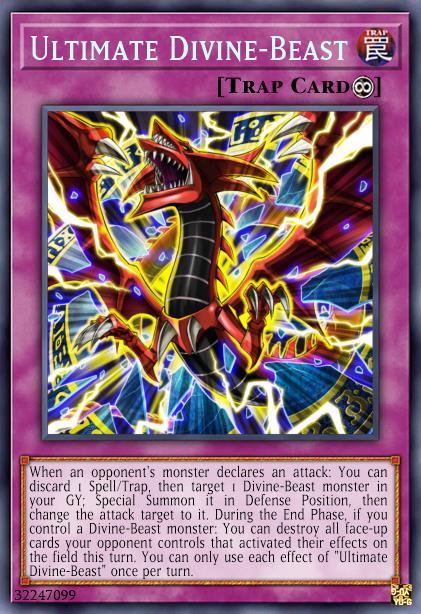 ULTIMATE DIVINE-BEAST
TRAP
罠
[TRAP CARD]
When an opponent's monster declares an attack: You can
discard 1 Spell/Trap, then target 1 Divine-Beast monster in
your GY; Special Summon it in Defense Position, then
change the attack target to it. During the End Phase, if you
control a Divine-Beast monster: You can destroy all face-up
cards your opponent controls that activated their effects on
the field this turn. You can only use each effect of "Ultimate
Divine-Beast" once per turn.
32247099